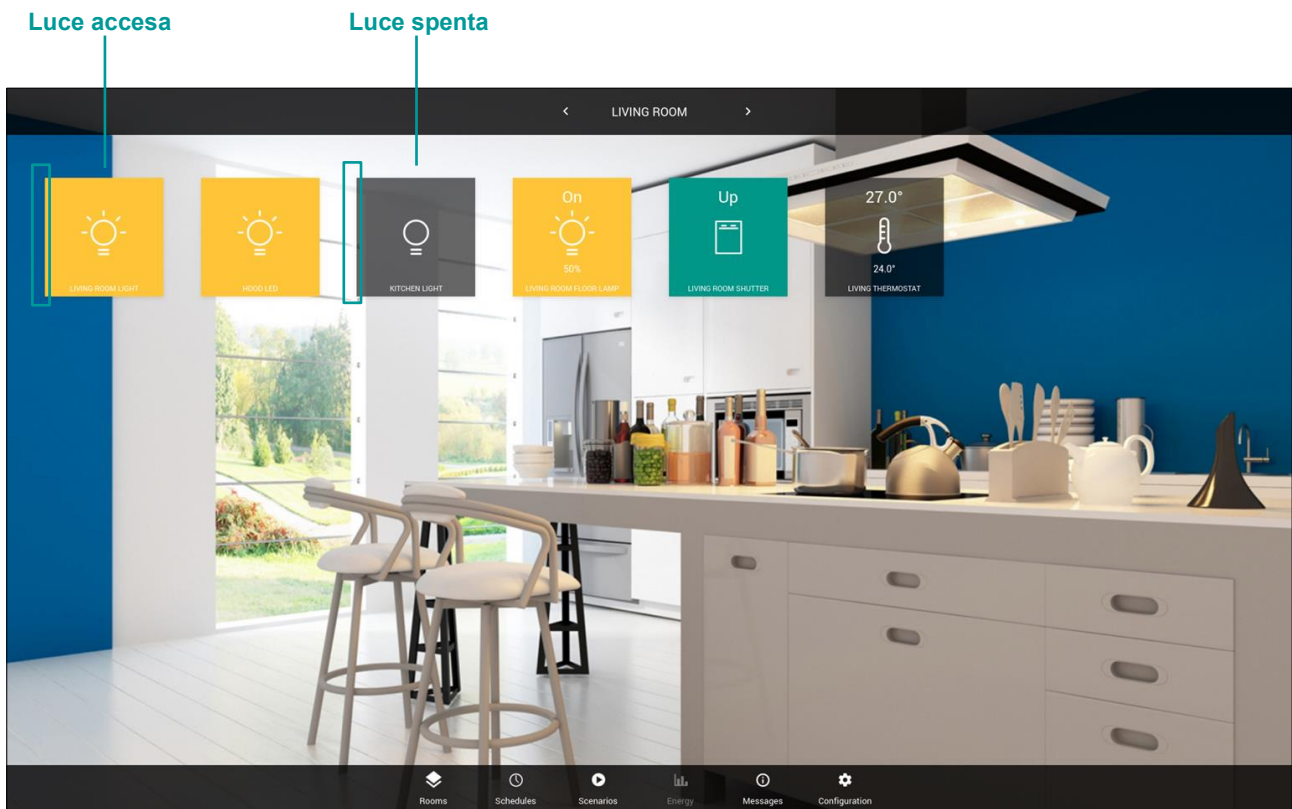 Luce accesa
Luce spenta
LIVING ROOM
On
Up
27.0°
50%
24.0°
LIVING ROOM LIGHT
HOOD LED
KITCHEN LIGHT
LIVING ROOM FLOOR LAMP
LIVING ROOM SHUTTER
LIVING THERMOSTAT
Rooms
Schedules
Scenarios
Energy
Messages
Configuration